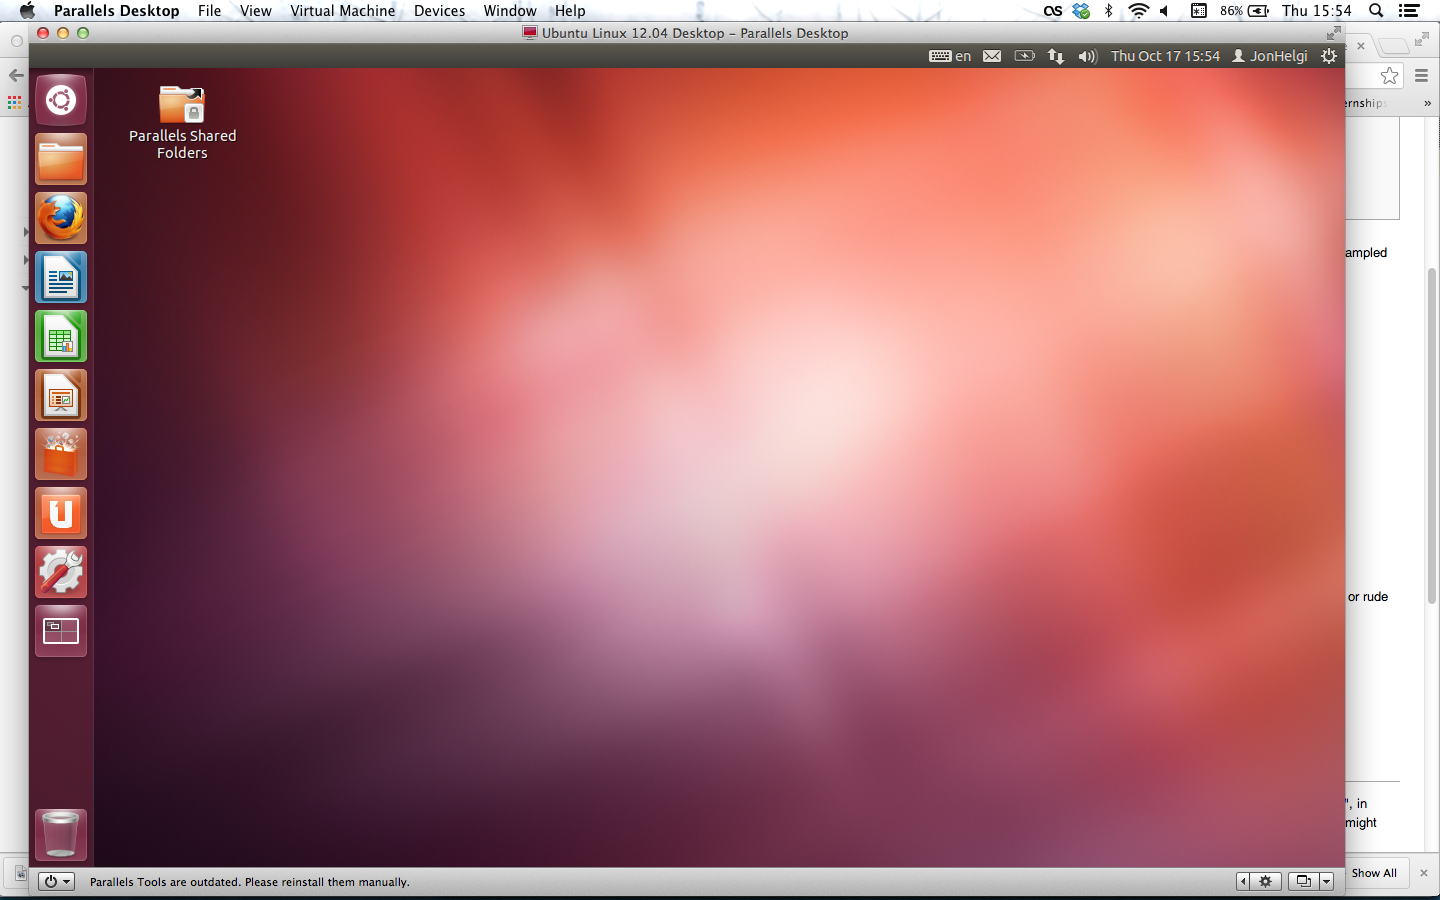 Parallels Desktop File View Virtual Machine Devices Window Help 86% Thu 15:54
Ubuntu Linux 12.04 Desktop – Parallels Desktop
en Thu Oct 17 15:54 JonHelgi
Parallels Shared
Folders
ernships »
ampled
or rude
", in
might
Parallels Tools are outdated. Please reinstall them manually.
Show All